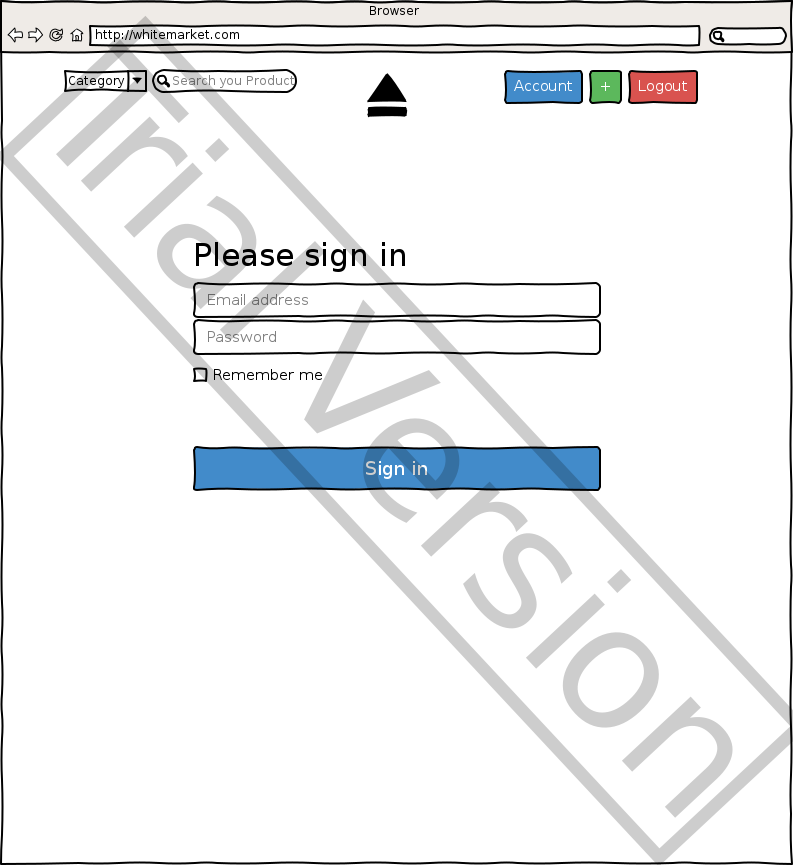 Browser
http://whitemarket.com
Category Search you Product Account + Logout
Please sign in
Email address
Password
Remember me
Sign in
Trial Version